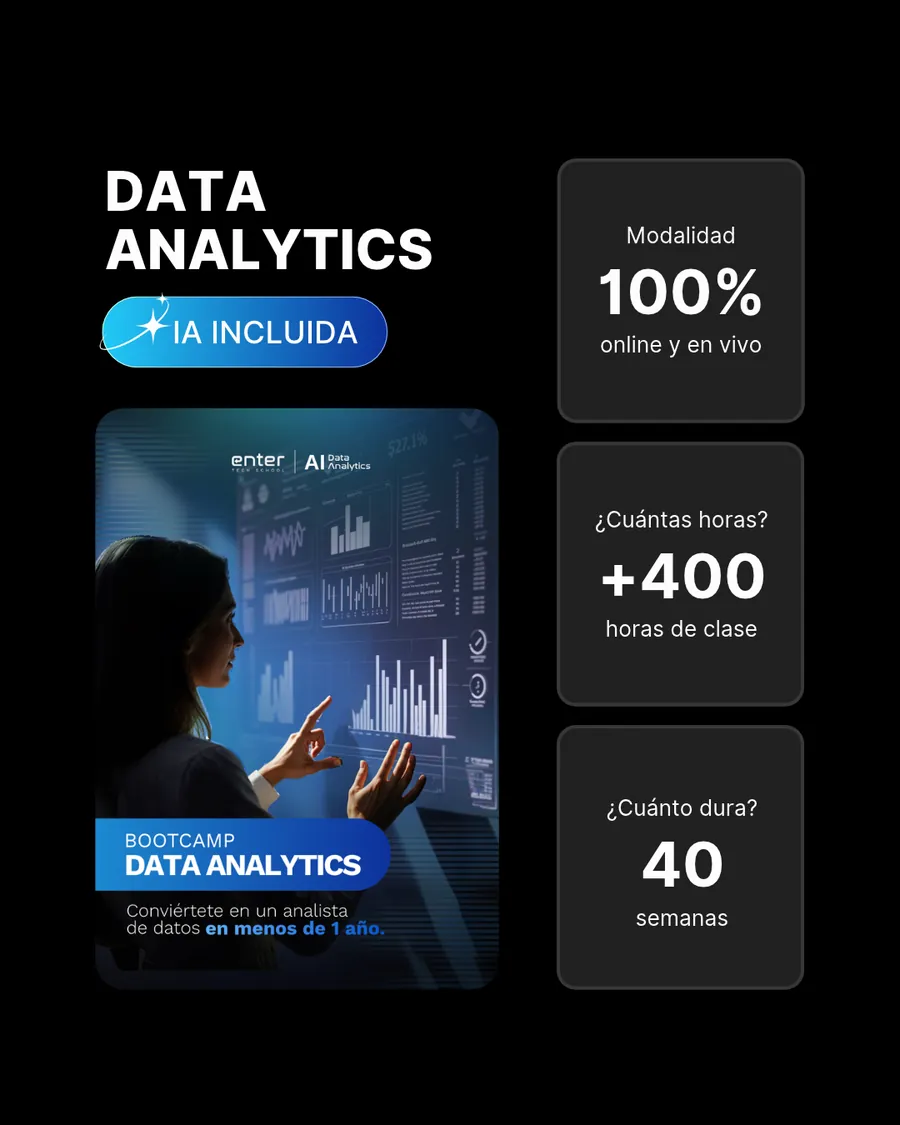 DATA
ANALYTICS
IA INCLUIDA
enter
TECH SCHOOL
AI Data
Analytics
$27.1%
BOOTCAMP
DATA ANALYTICS
Conviértete en un analista
de datos en menos de 1 año.
Modalidad
100%
online y en vivo
¿Cuántas horas?
+400
horas de clase
¿Cuánto dura?
40
semanas